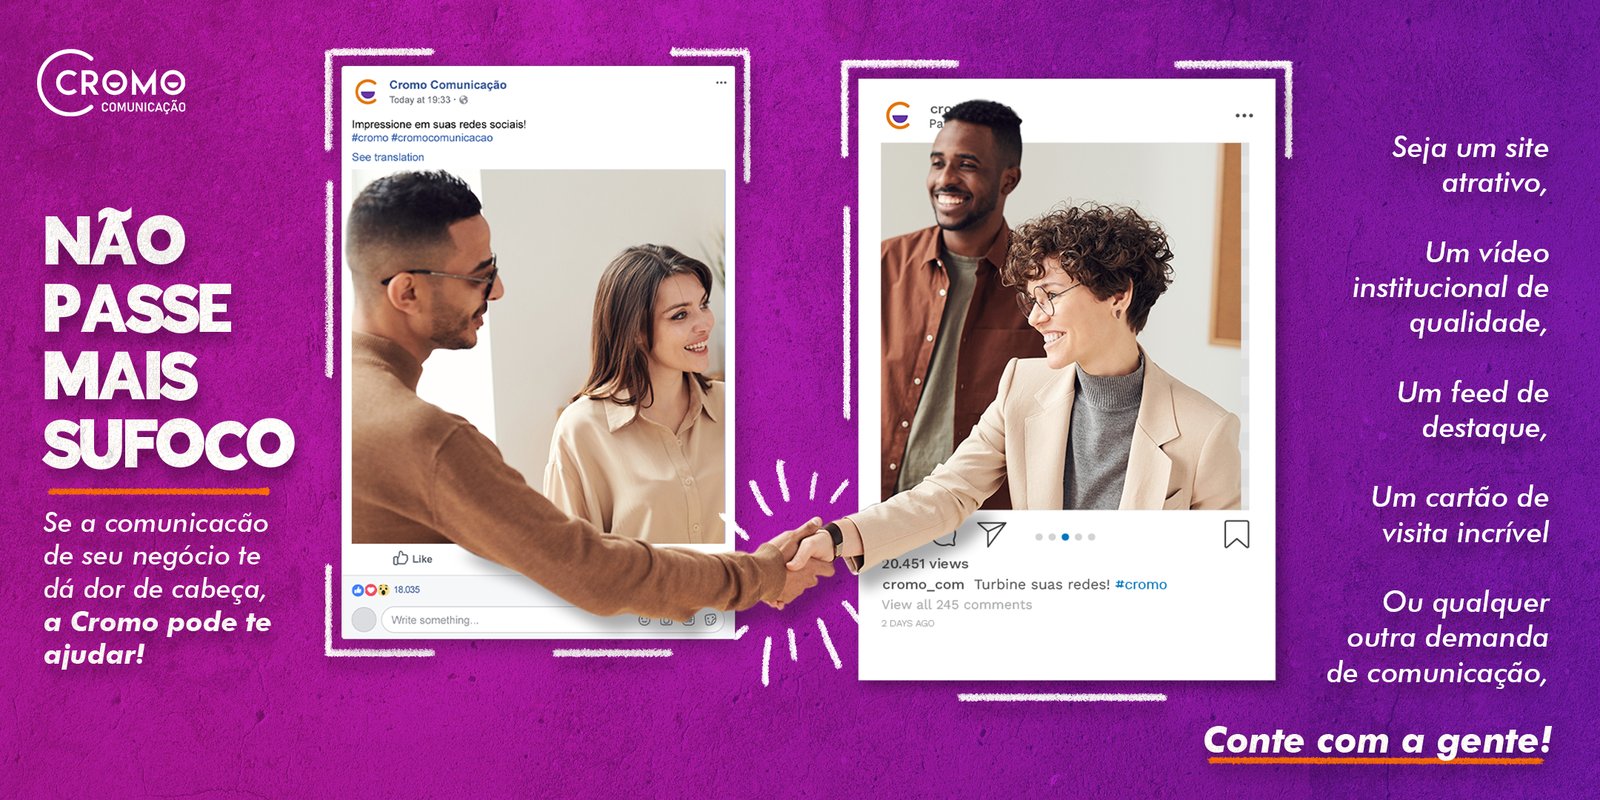 CROMO
COMUNICAÇÃO
NÃO
PASSE
MAIS
SUFOCO
Se a comunicacão
de seu negócio te
dá dor de cabeça,
a Cromo pode te
ajudar!
Cromo Comunicação
Today at 19:33 ·
Impressione em suas redes sociais!
#cromo #cromocomunicacao
See translation
Like
18.035
Write something...
20.451 views
cromo_com Turbine suas redes! #cromo
View all 245 comments
2 DAYS AGO
Seja um site
atrativo,
Um vídeo
institucional de
qualidade,
Um feed de
destaque,
Um cartão de
visita incrível
Ou qualquer
outra demanda
de comunicação,
Conte com a gente!